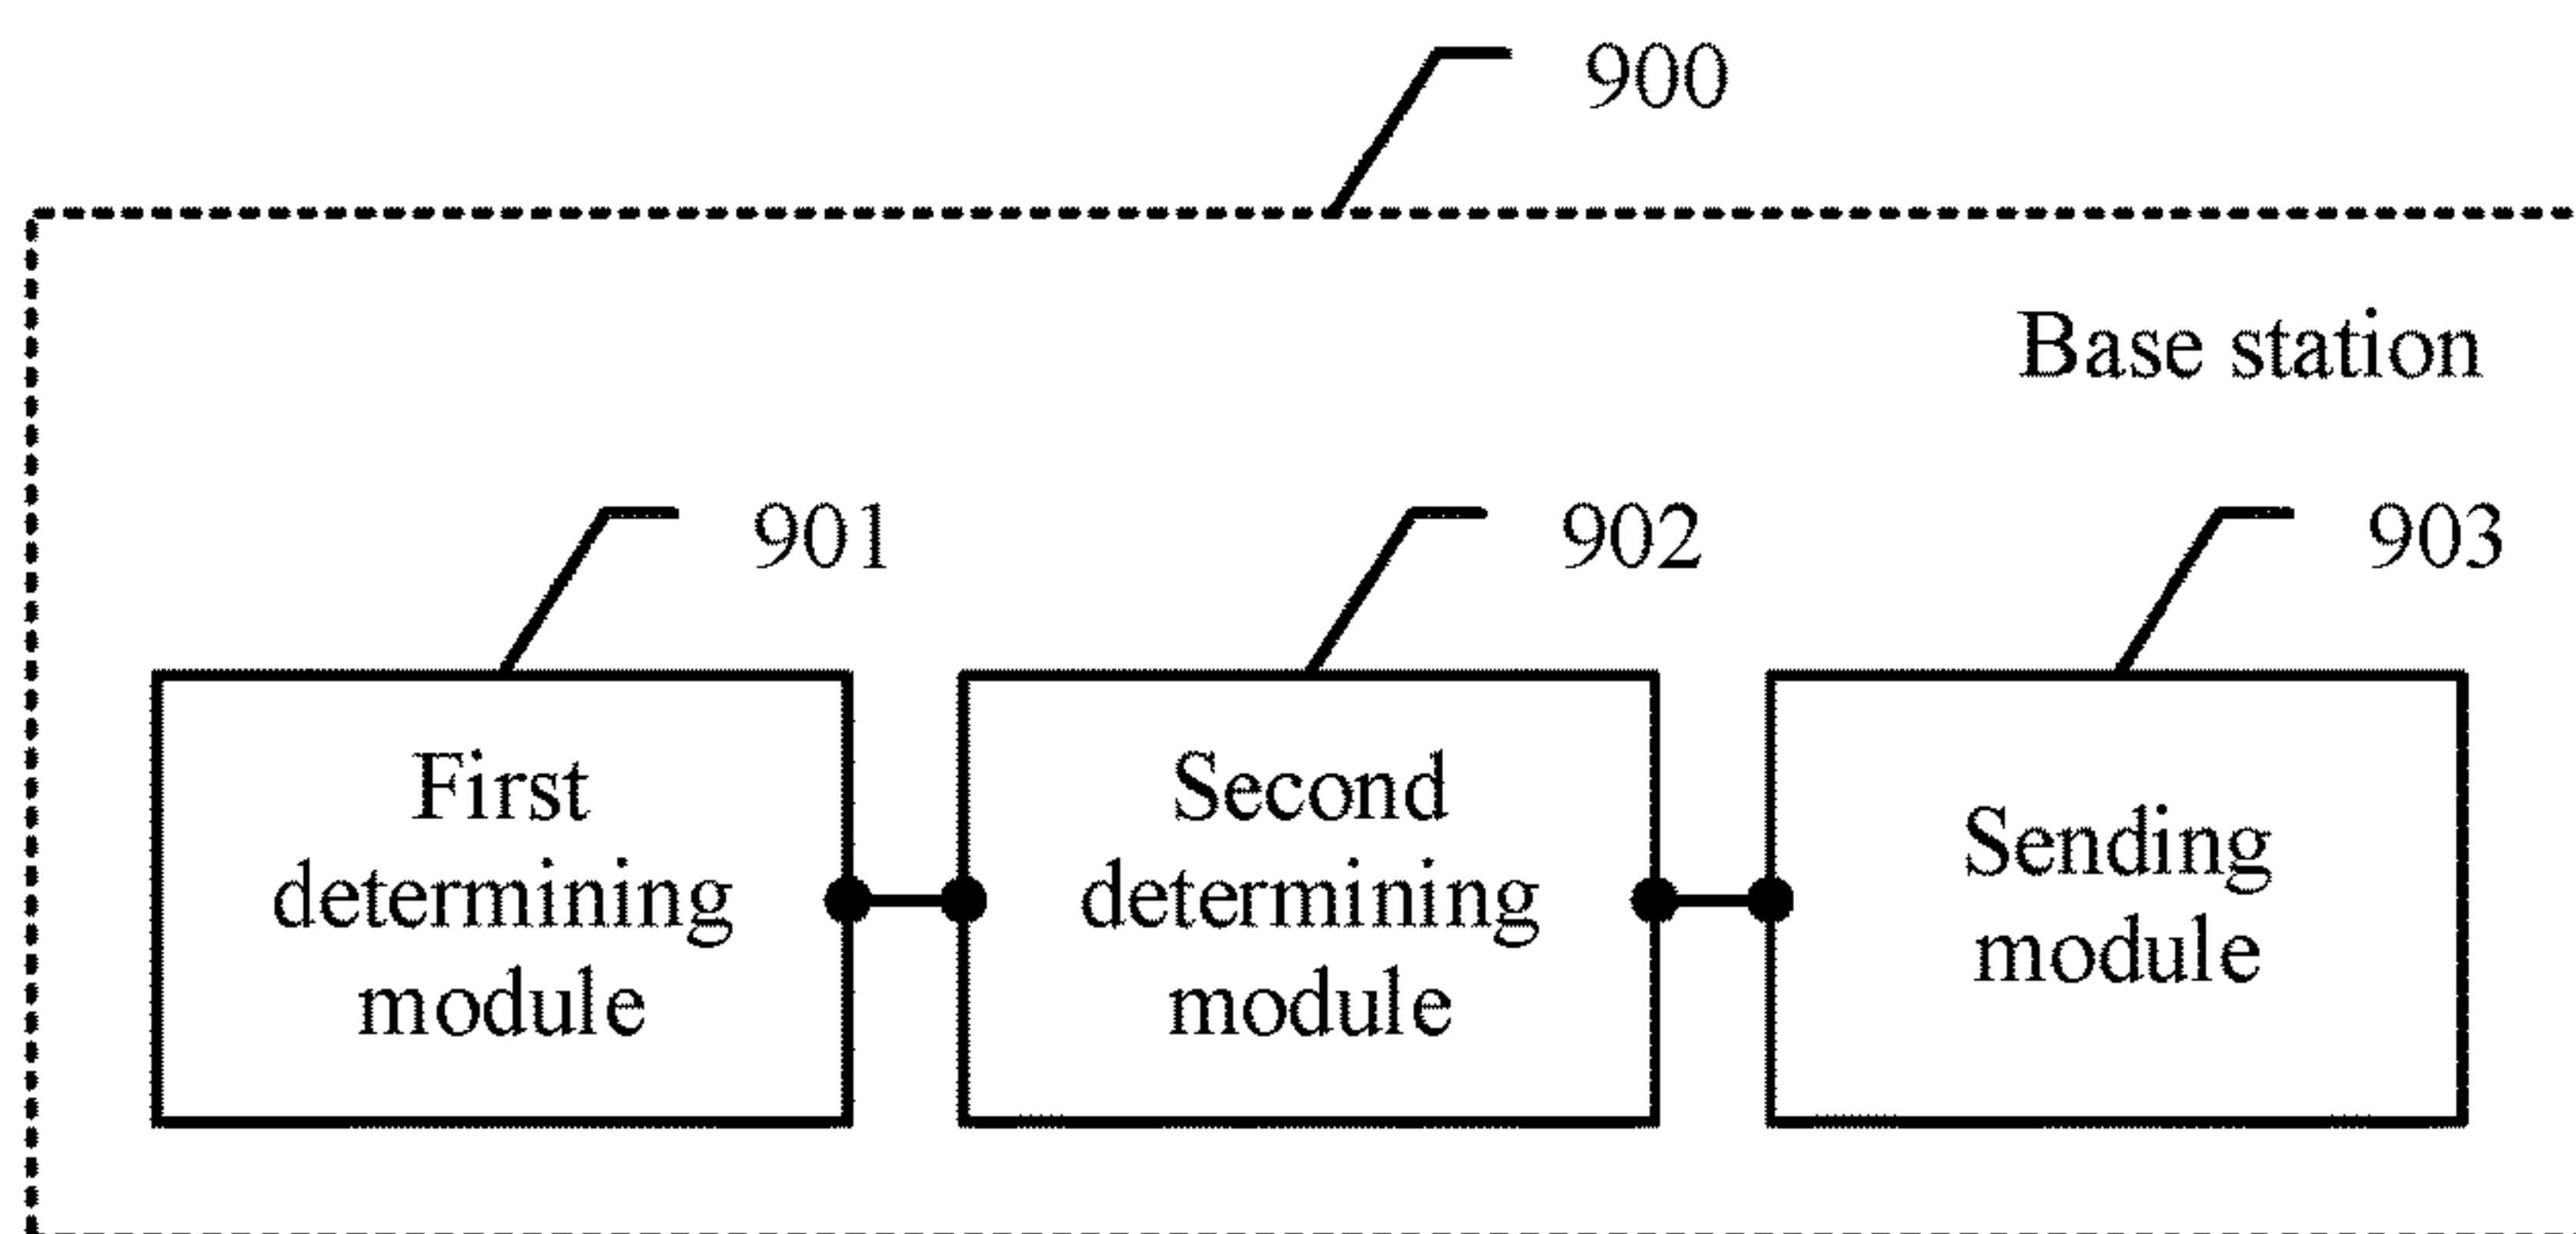 900
Base station
901
902
903
First
determining
module
Second
determining
module
Sending
module